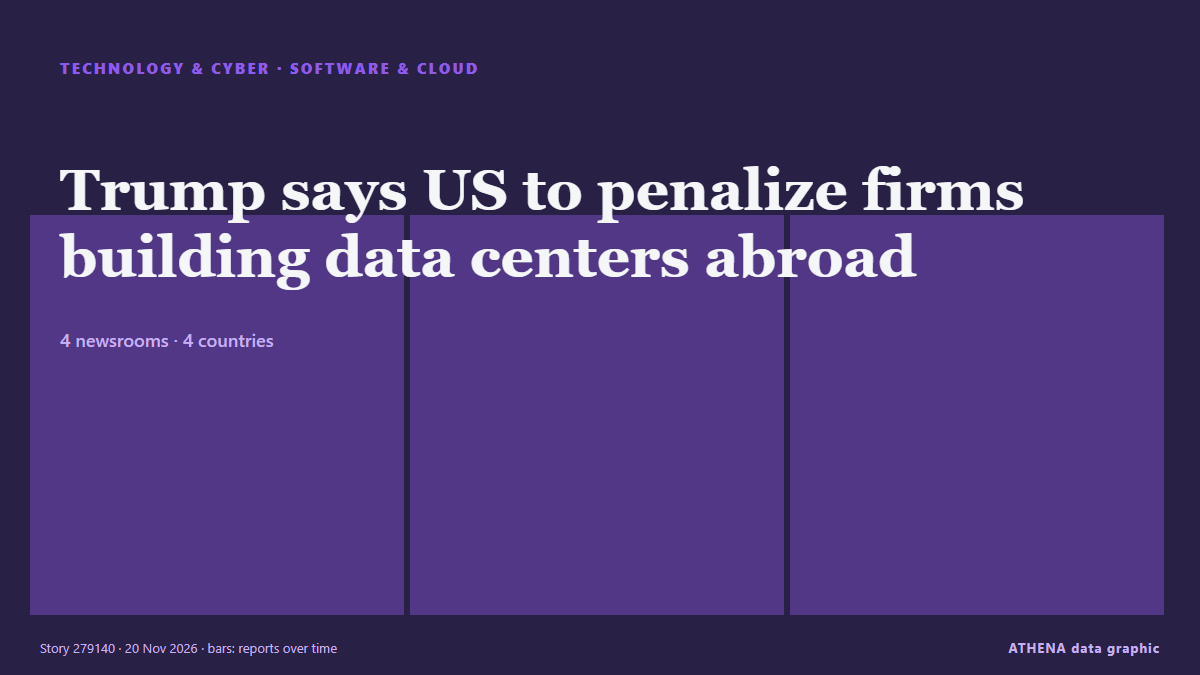 TECHNOLOGY & CYBER · SOFTWARE & CLOUD
Trump says US to penalize firms
building data centers abroad
4 newsrooms · 4 countries
Story 279140 · 20 Nov 2026 · bars: reports over time
ATHENA data graphic